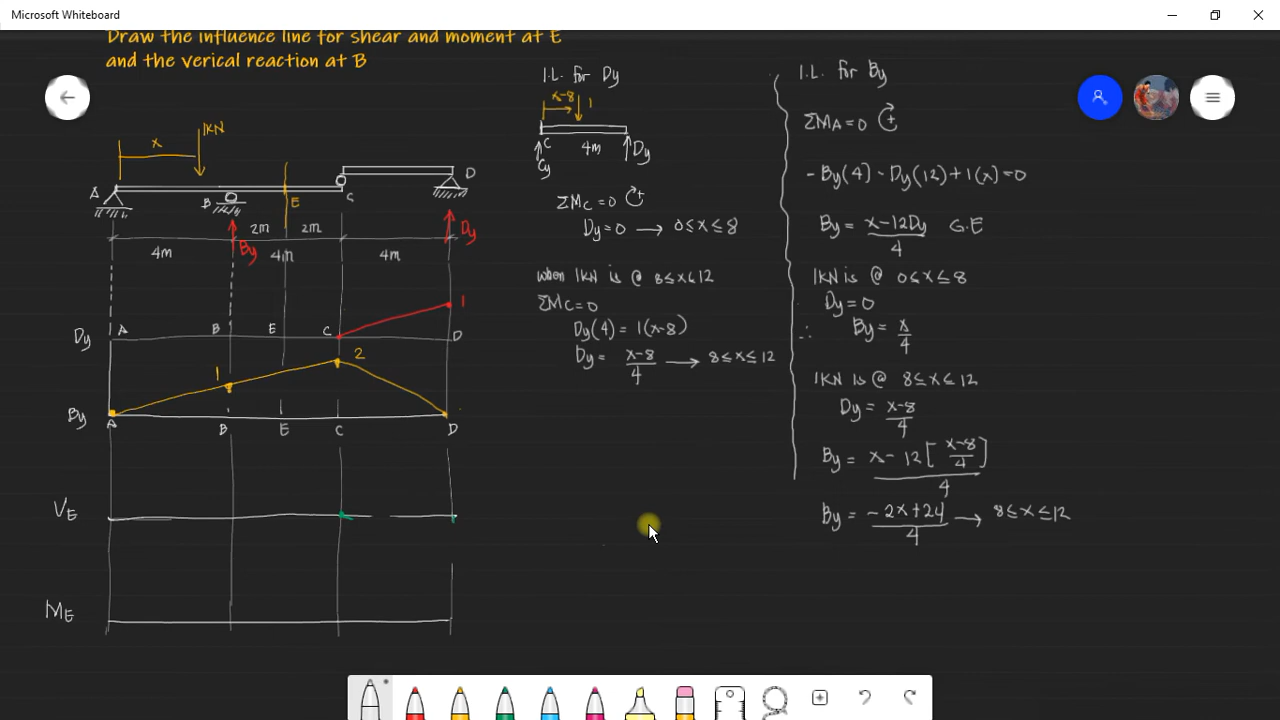 Microsoft Whiteboard
Draw the influence line for shear and moment at E
and the verical reaction at B
x
1KN
A
B
E
C
D
By
Dy
2m
2m
4m
4m
4m
Dy
A
B
E
C
D
1
By
1
2
A
B
E
C
D
VE
ME
I.L. for Dy
x-8
1
C
4m
Cy
Dy
ΣMC=0
Dy=0 → 0≤x≤8
when 1KN is @ 8≤x≤12
ΣMC=0
Dy(4) = 1(x-8)
Dy = x-8/4 → 8≤x≤12
I.L. for By
ΣMA=0 +
-By(4) - Dy(12) + 1(x) = 0
By = x-12Dy/4 G.E
1KN is @ 0≤x≤8
Dy=0
∴ By = x/4
1KN is @ 8≤x≤12
Dy = x-8/4
By = x-12[x-8/4]/4
By = -2x+24/4 → 8≤x≤12